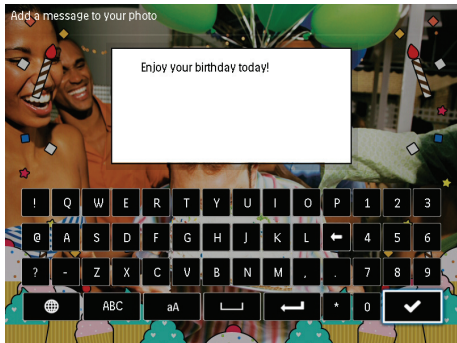 Add a message to your photo
Enjoy your birthday today!
! Q W E R T Y U I O P 1 2 3
@ A S D F G H J K L 4 5 6
? - Z X C V B N M , . 7 8 9
ABC aA * 0